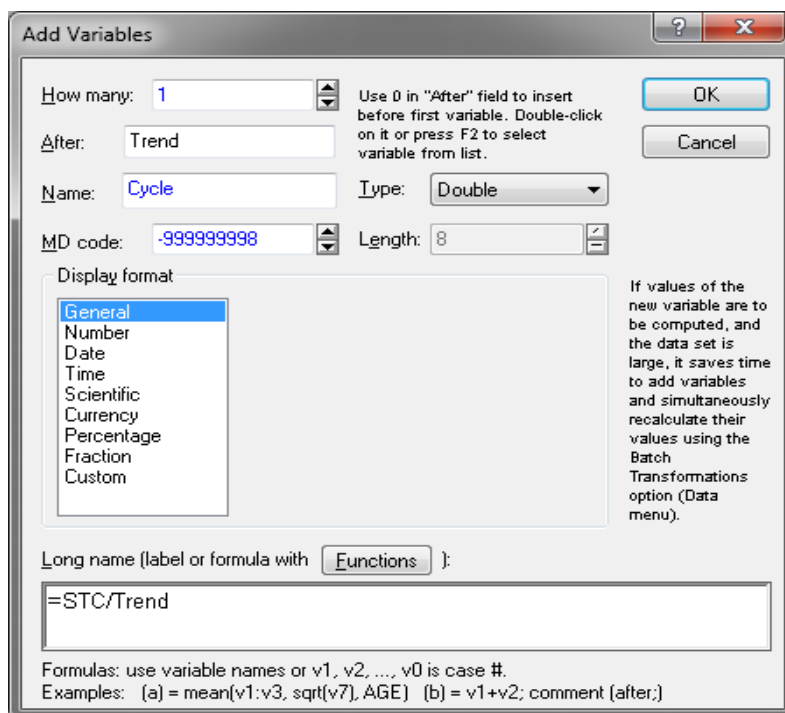 Add Variables
?
X
How many: 1
Use 0 in "After" field to insert
before first variable. Double-click
on it or press F2 to select
variable from list.
OK
After: Trend
Cancel
Name: Cycle
Type: Double
MD code: -999999998
Length: 8
Display format
General
Number
Date
Time
Scientific
Currency
Percentage
Fraction
Custom
If values of the
new variable are to
be computed, and
the data set is
large, it saves time
to add variables
and simultaneously
recalculate their
values using the
Batch
Transformations
option (Data
menu).
Long name (label or formula with Functions ):
=STC/Trend
Formulas: use variable names or v1, v2, ..., v0 is case #.
Examples: (a) = mean(v1:v3, sqrt(v7), AGE) (b) = v1+v2; comment (after;)